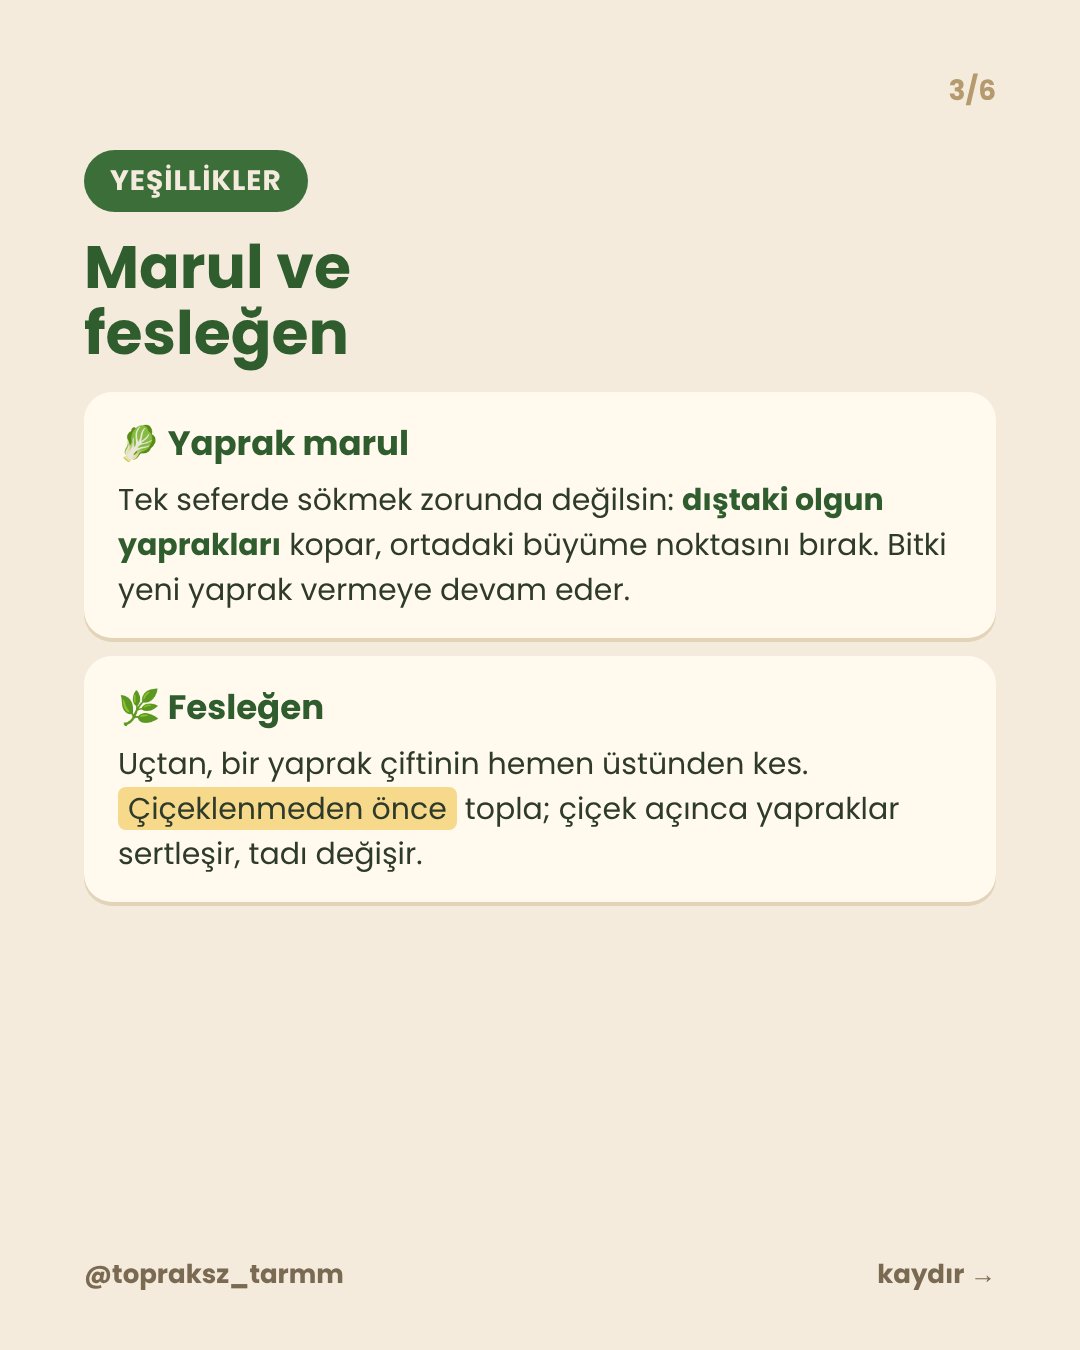 3/6
YEŞİLLİKLER
Marul ve
fesleğen
🥬 Yaprak marul
Tek seferde sökmek zorunda değilsin: dıştaki olgun
yaprakları kopar, ortadaki büyüme noktasını bırak. Bitki
yeni yaprak vermeye devam eder.
🌿 Fesleğen
Uçtan, bir yaprak çiftinin hemen üstünden kes.
Çiçeklenmeden önce topla; çiçek açınca yapraklar
sertleşir, tadı değişir.
@topraksz_tarmm
kaydır →